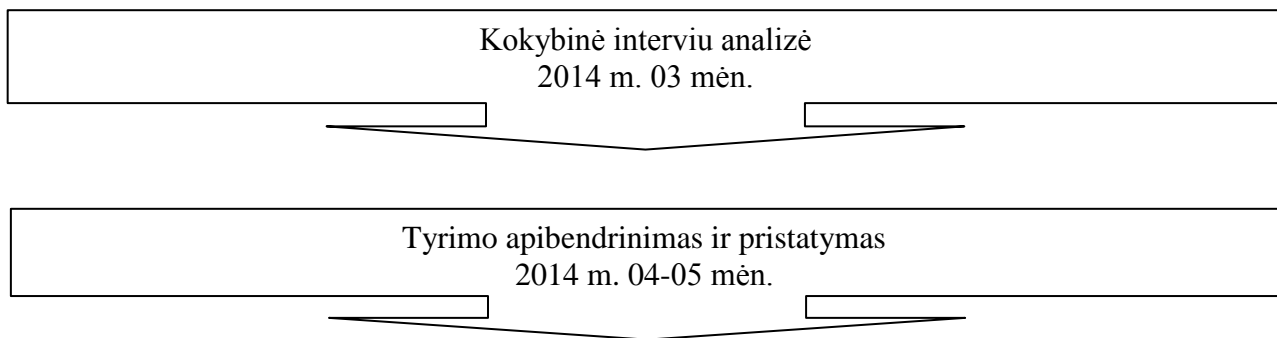 Kokybinė interviu analizė
2014 m. 03 mėn.
Tyrimo apibendrinimas ir pristatymas
2014 m. 04-05 mėn.